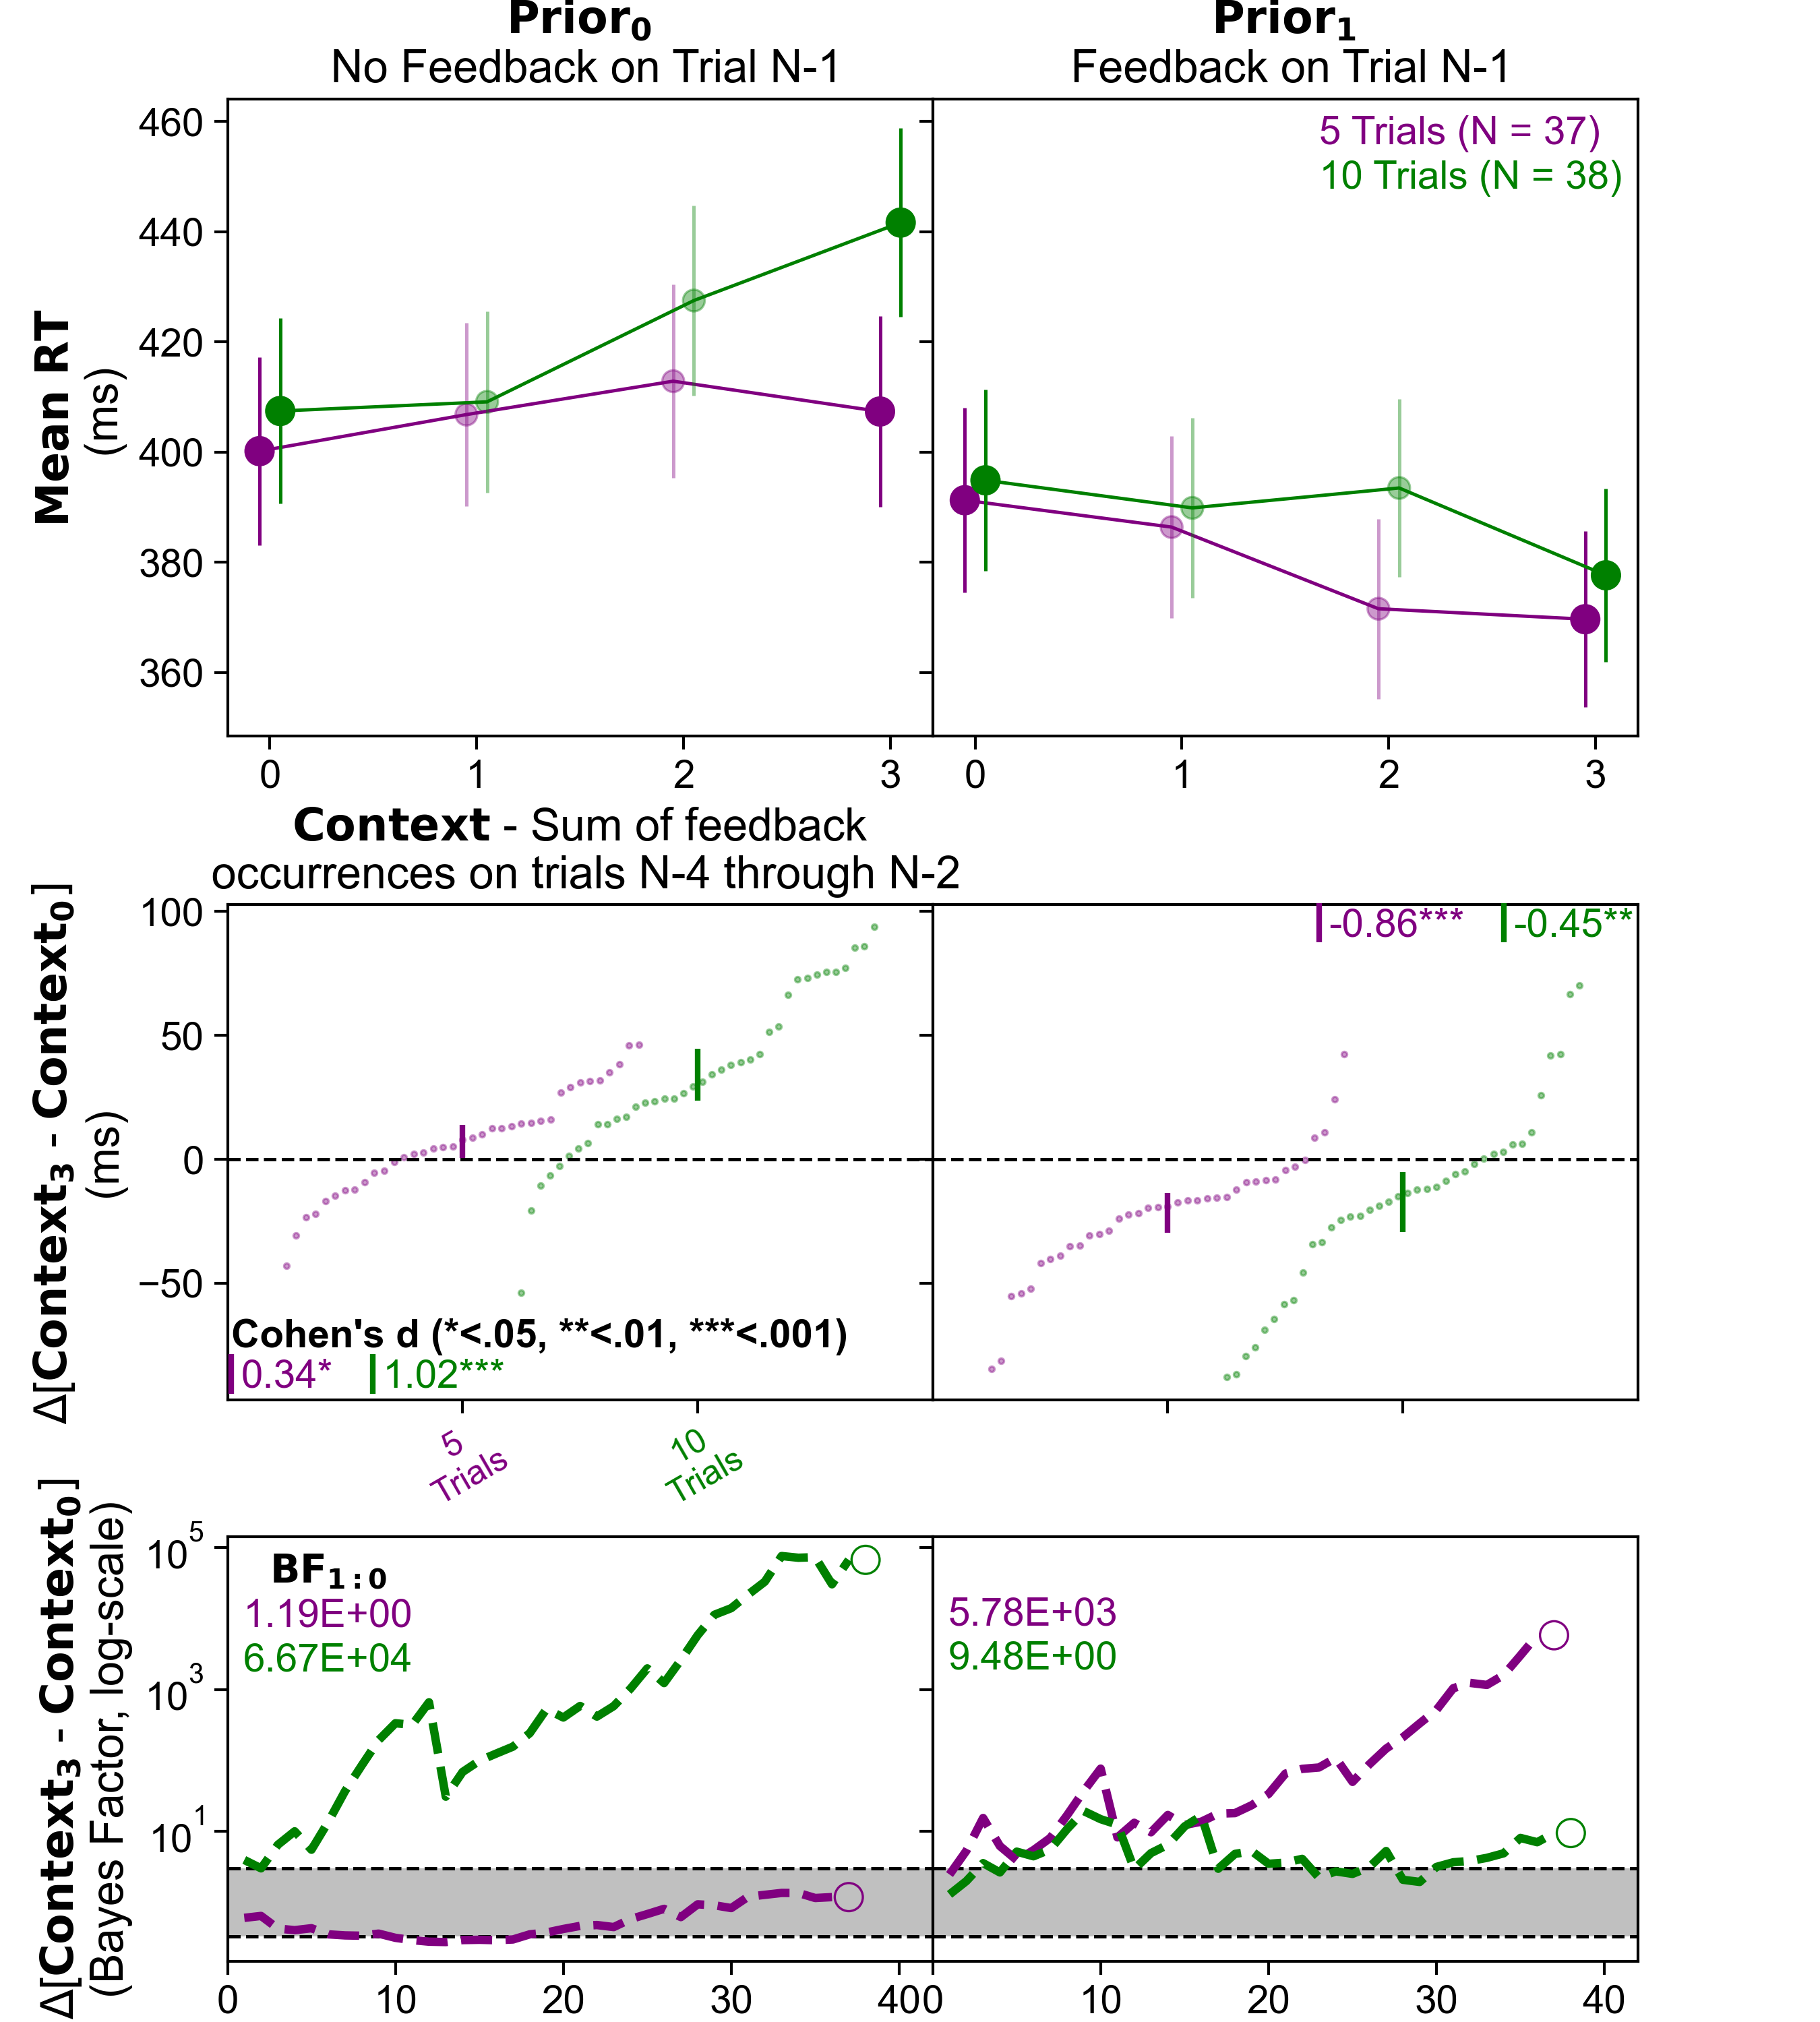 Prior0
No Feedback on Trial N-1
Prior1
Feedback on Trial N-1
Mean RT
(ms)
460
440
420
400
380
360
5 Trials (N = 37)
10 Trials (N = 38)
0 1 2 3
0 1 2 3
Context - Sum of feedback
occurrences on trials N-4 through N-2
Δ[Context3 - Context0]
(ms)
100
50
0
−50
-0.86*** -0.45**
Cohen's d (*<.05, **<.01, ***<.001)
0.34* 1.02***
5
Trials
10
Trials
Δ[Context3 - Context0]
(Bayes Factor, log-scale)
10^5
10^3
10^1
BF1:0
1.19E+00
6.67E+04
5.78E+03
9.48E+00
0 10 20 30 40
0 10 20 30 40